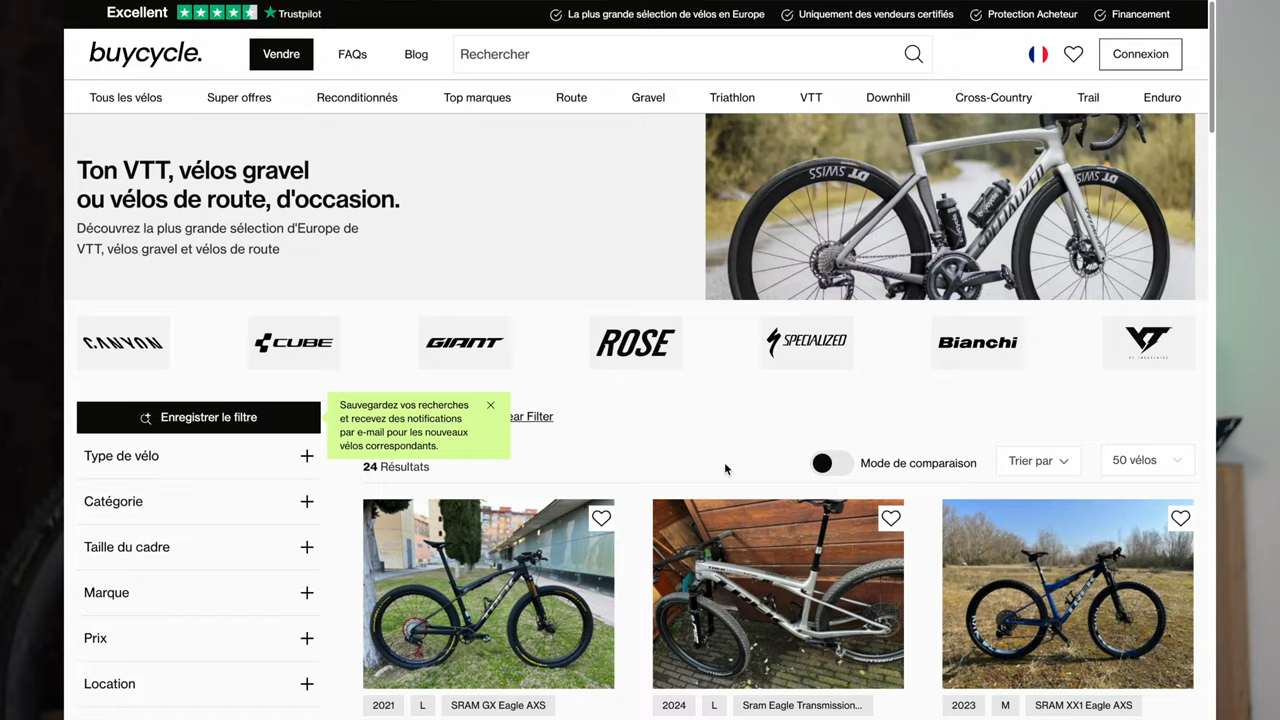 Excellent
Trustpilot
La plus grande sélection de vélos en Europe
Uniquement des vendeurs certifiés
Protection Acheteur
Financement
buycycle.
Vendre
FAQs
Blog
Rechercher
Connexion
Tous les vélos
Super offres
Reconditionnés
Top marques
Route
Gravel
Triathlon
VTT
Downhill
Cross-Country
Trail
Enduro
Ton VTT, vélos gravel
ou vélos de route, d'occasion.
Découvrez la plus grande sélection d'Europe de
VTT, vélos gravel et vélos de route
DT SWISS
SPECIALIZED
SWISS
CANYON
CUBE
GIANT
ROSE
SPECIALIZED
Bianchi
YT INDUSTRIES
Enregistrer le filtre
Sauvegardez vos recherches
et recevez des notifications
par e-mail pour les nouveaux
vélos correspondants.
ear Filter
24 Résultats
Mode de comparaison
Trier par
50 vélos
Type de vélo
Catégorie
Taille du cadre
Marque
Prix
Location
2021
L
SRAM GX Eagle AXS
2024
L
Sram Eagle Transmission...
2023
M
SRAM XX1 Eagle AXS